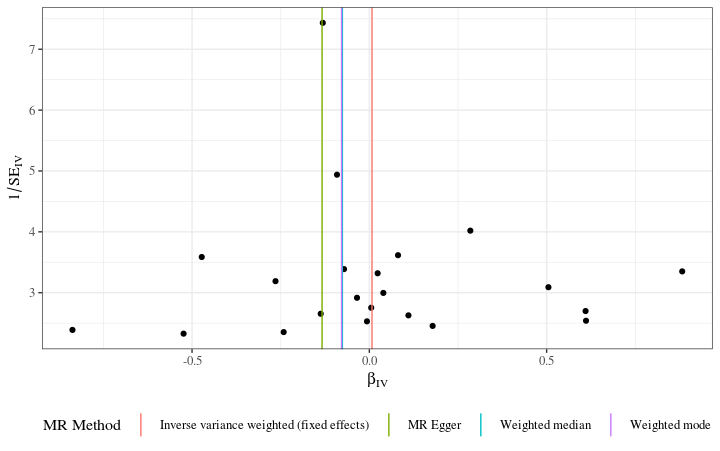 7
6
5
4
3
1/SE_IV
-0.5 0.0 0.5
β_IV
MR Method Inverse variance weighted (fixed effects) MR Egger Weighted median Weighted mode